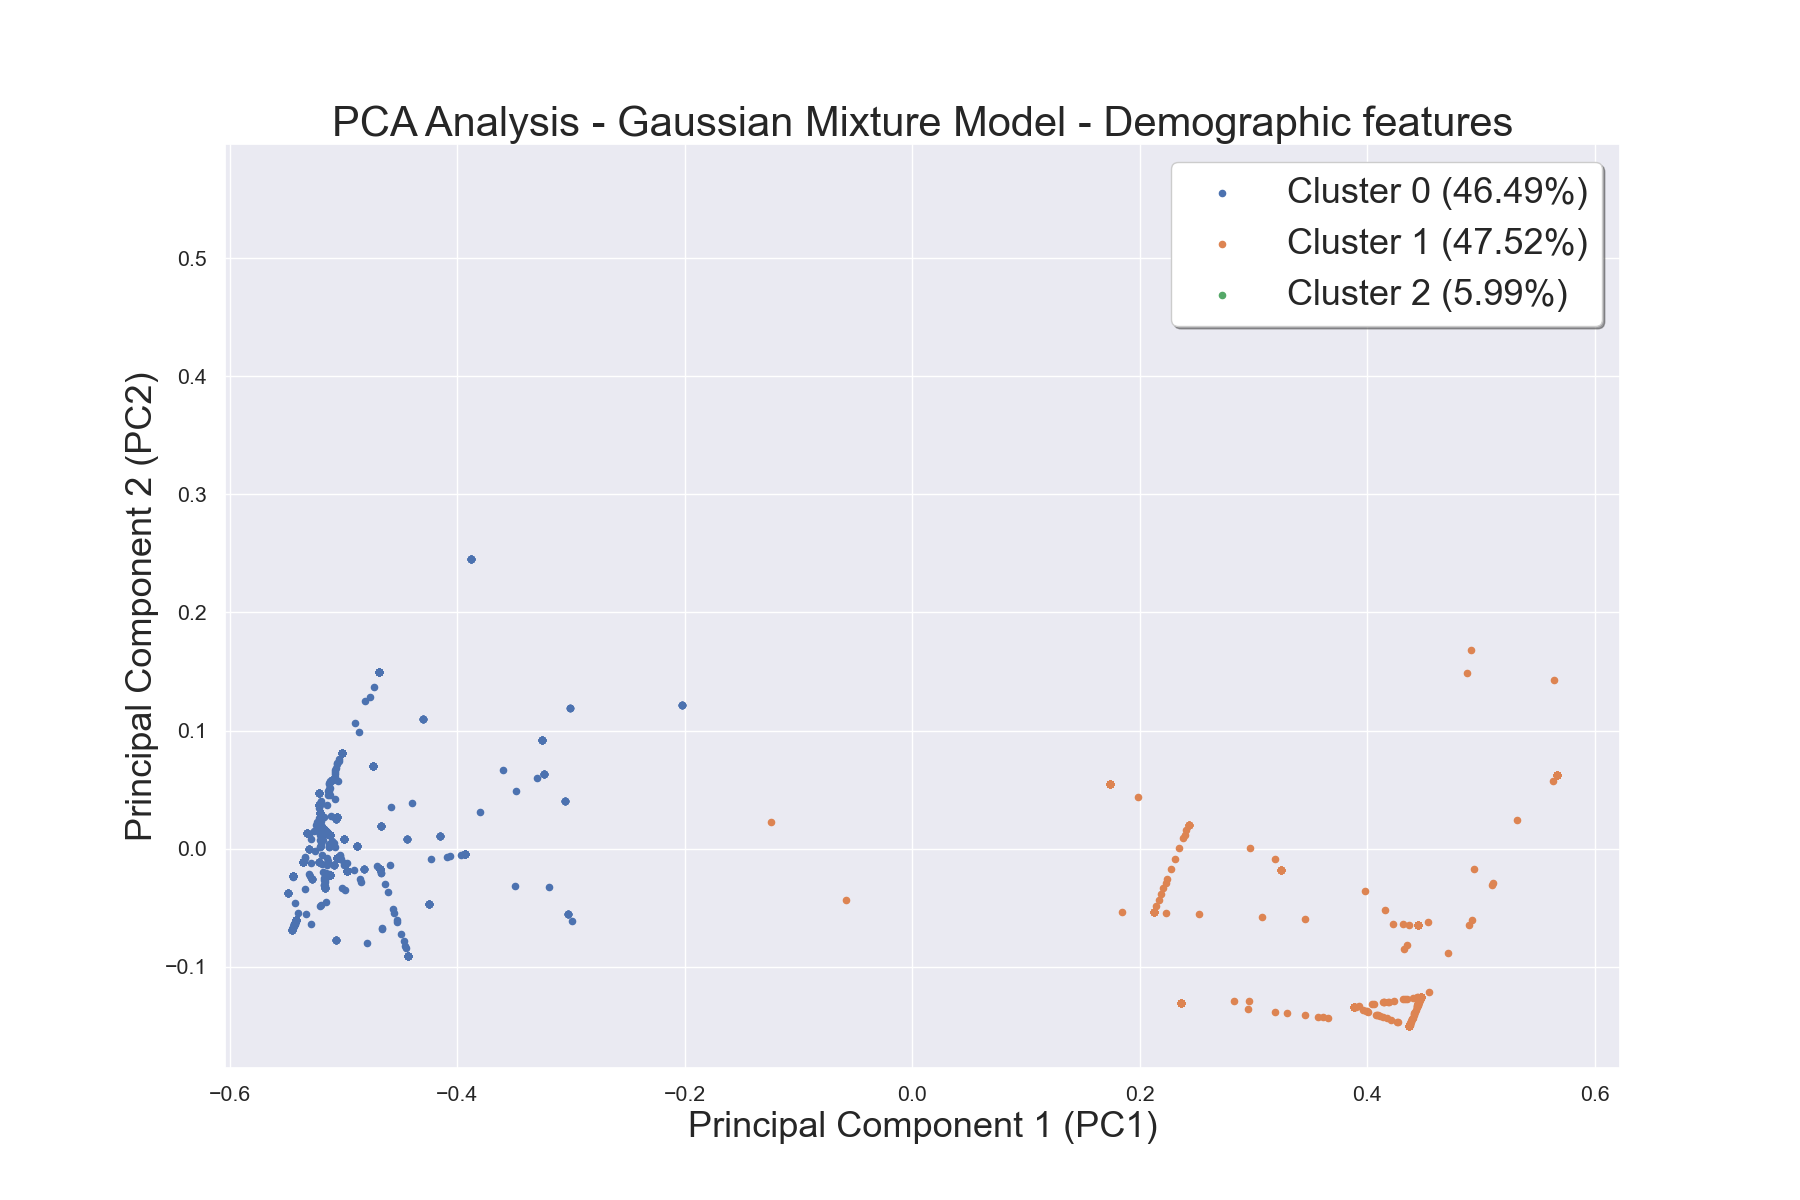 PCA Analysis - Gaussian Mixture Model - Demographic features
Cluster 0 (46.49%)
Cluster 1 (47.52%)
Cluster 2 (5.99%)
Principal Component 2 (PC2)
0.5
0.4
0.3
0.2
0.1
0.0
−0.1
−0.6
−0.4
−0.2
0.0
0.2
0.4
0.6
Principal Component 1 (PC1)